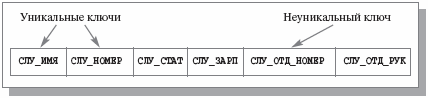 Уникальные ключи Неуникальный ключ
СЛУ_ИМЯ СЛУ_НОМЕР СЛУ_СТАТ СЛУ_ЗАРП СЛУ_ОТД_НОМЕР СЛУ_ОТД_РУК